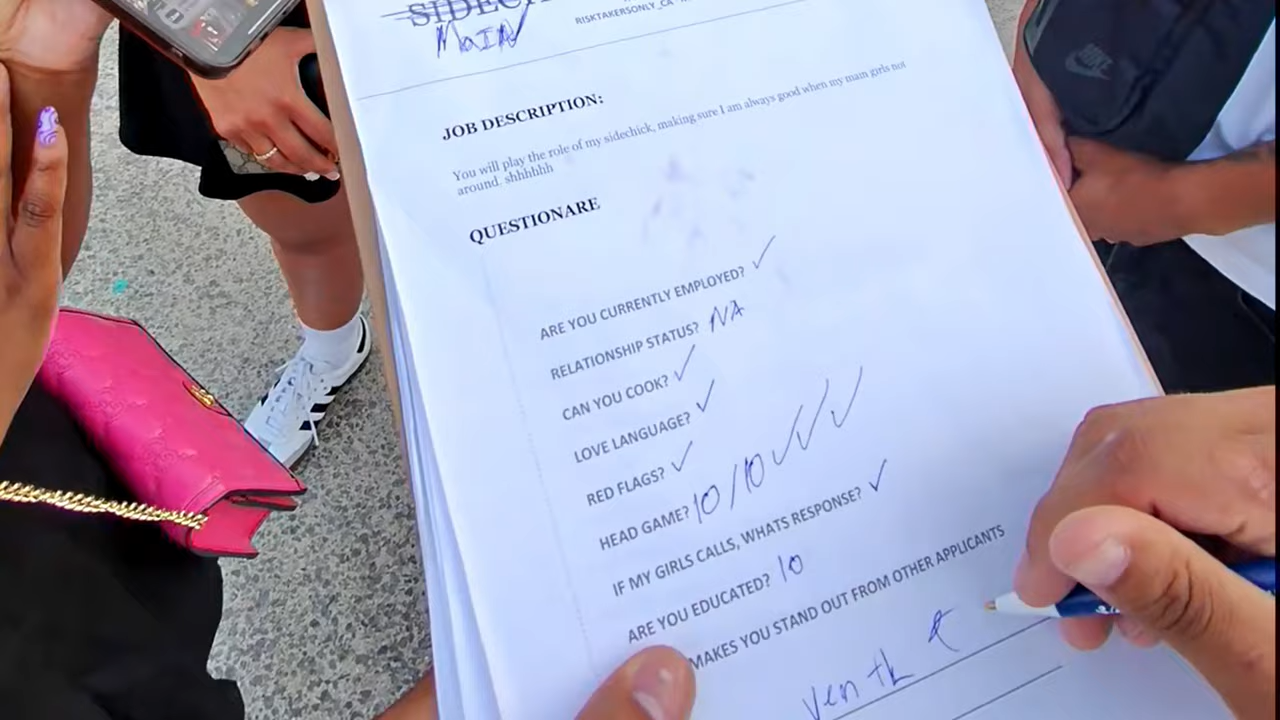 MaIN
RISKTAKERSONLY_CA
JOB DESCRIPTION:
You will play the role of my sidechick, making sure I am always good when my mam girls not
around. shhhhhh
QUESTIONARE
ARE YOU CURRENTLY EMPLOYED? ✓
RELATIONSHIP STATUS? NA
CAN YOU COOK? ✓
LOVE LANGUAGE? ✓
RED FLAGS? ✓
HEAD GAME? 10/10 ✓✓✓
IF MY GIRLS CALLS, WHATS RESPONSE? ✓
ARE YOU EDUCATED? 10
MAKES YOU STAND OUT FROM OTHER APPLICANTS
NIKE